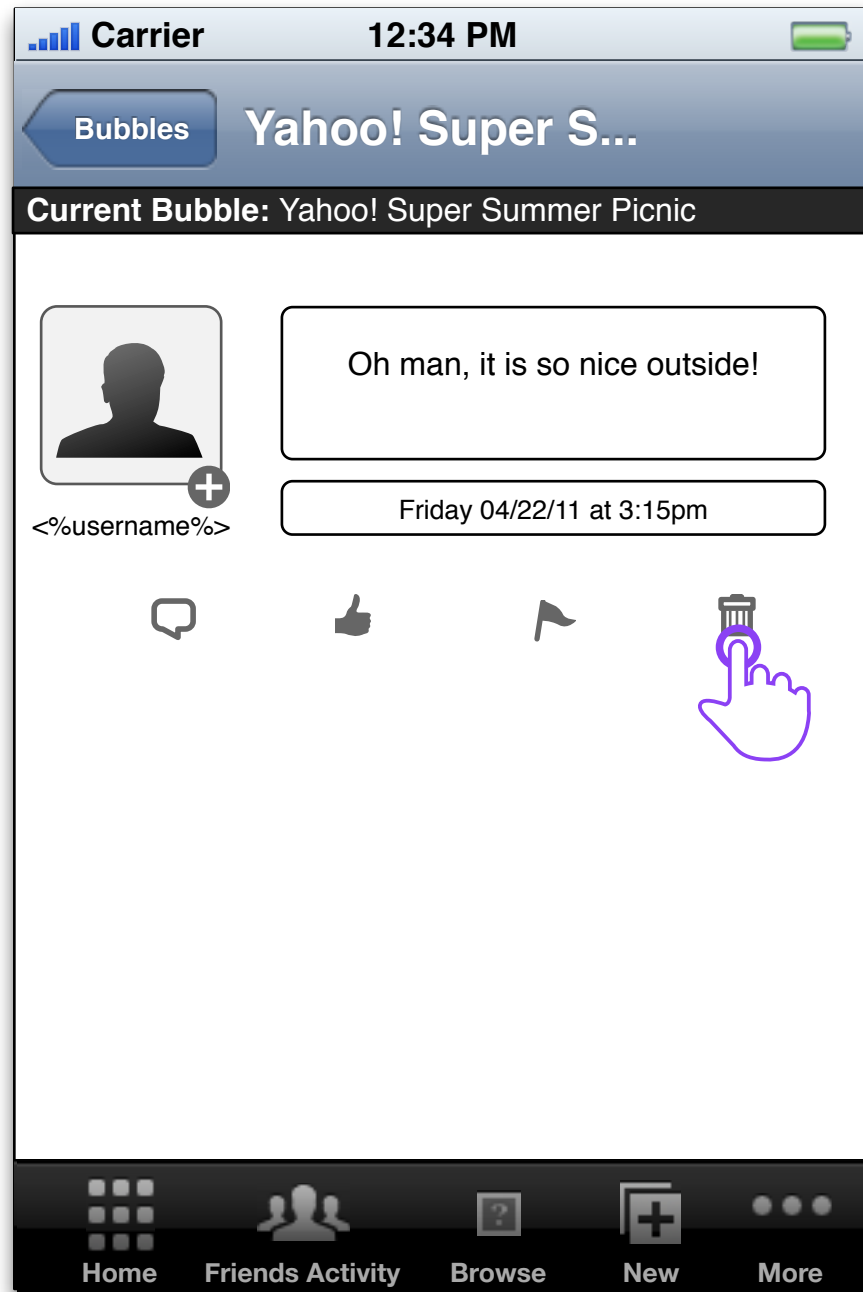 Carrier 12:34 PM
Bubbles Yahoo! Super S...
Current Bubble: Yahoo! Super Summer Picnic
Oh man, it is so nice outside!
Friday 04/22/11 at 3:15pm
<%username%>
?
Home Friends Activity Browse New More